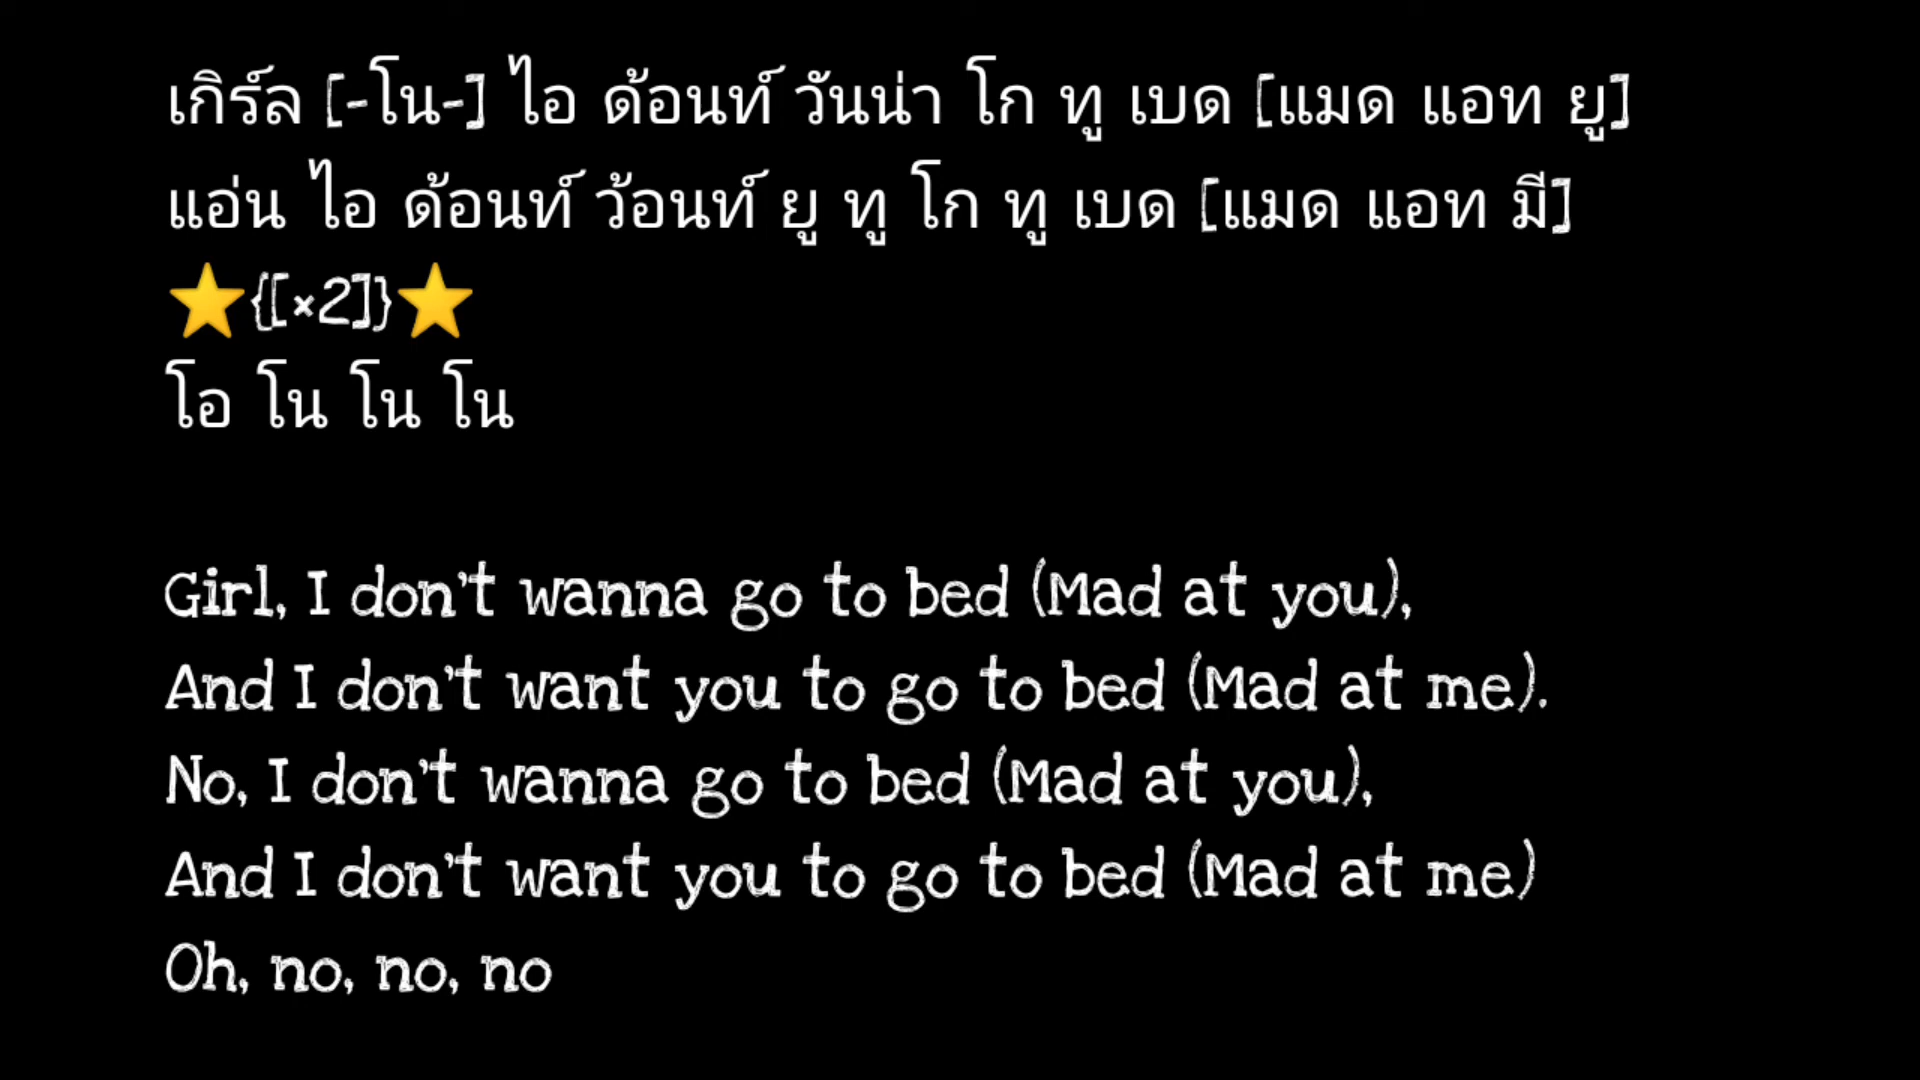 เกิร์ล [-โน-] ไอ ด้อนท์ วันน่า โก ทู เบด [แมด แอท ยู]
แอ่น ไอ ด้อนท์ ว้อนท์ ยู ทู โก ทู เบด [แมด แอท มี]
⭐{[×2]}⭐
โอ โน โน โน
Girl, I don't wanna go to bed (Mad at you),
And I don't want you to go to bed (Mad at me).
No, I don't wanna go to bed (Mad at you),
And I don't want you to go to bed (Mad at me)
Oh, no, no, no